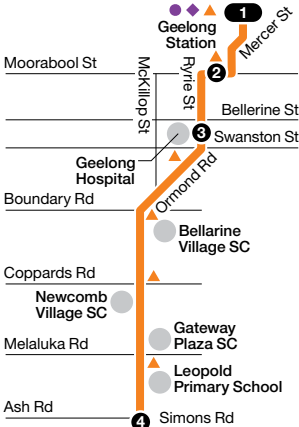 1
Geelong
Station
Mercer St
Moorabool St
2
McKillop St
Ryrie St
Bellerine St
3
Swanston St
Geelong
Hospital
Ormond Rd
Boundary Rd
Bellarine
Village SC
Coppards Rd
Newcomb
Village SC
Gateway
Plaza SC
Melaluka Rd
Leopold
Primary School
Ash Rd
4
Simons Rd